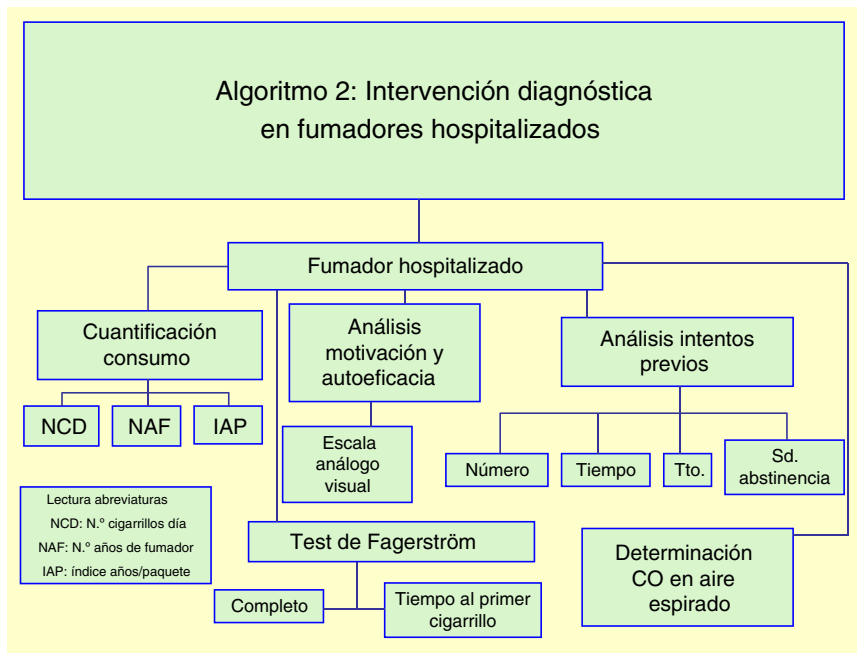 Algoritmo 2: Intervención diagnóstica
en fumadores hospitalizados
Fumador hospitalizado
Cuantificación
consumo
Análisis
motivación y
autoeficacia
Análisis intentos
previos
NCD
NAF
IAP
Escala
análogo
visual
Número
Tiempo
Tto.
Sd.
abstinencia
Lectura abreviaturas
NCD: N.º cigarrillos día
NAF: N.º años de fumador
IAP: índice años/paquete
Test de Fagerström
Completo
Tiempo al primer
cigarrillo
Determinación
CO en aire
espirado